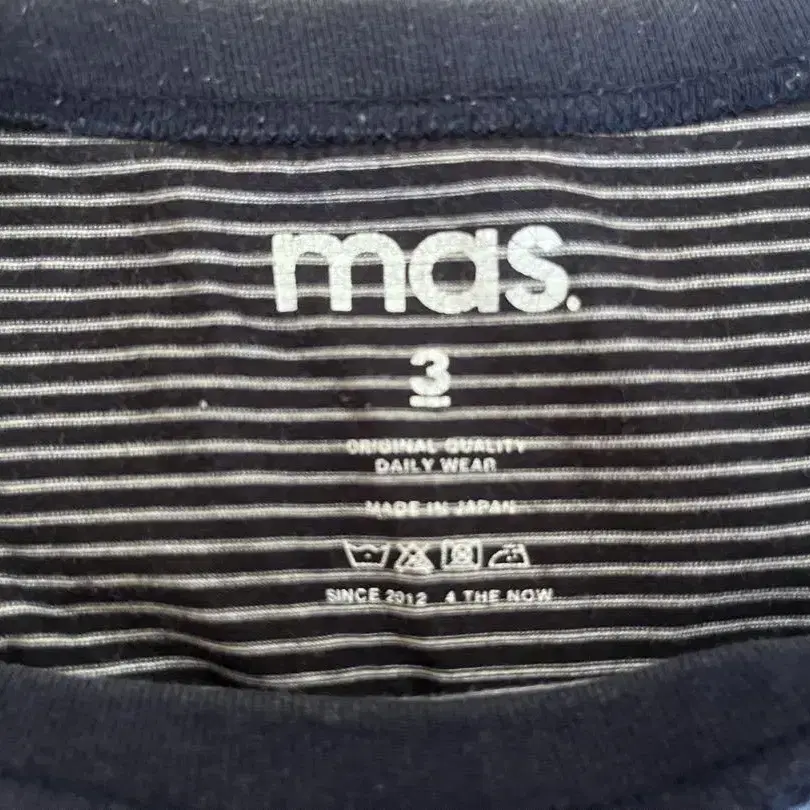 mas.
3
ORIGINAL QUALITY
DAILY WEAR
MADE IN JAPAN
SINCE 2012 4 THE NOW